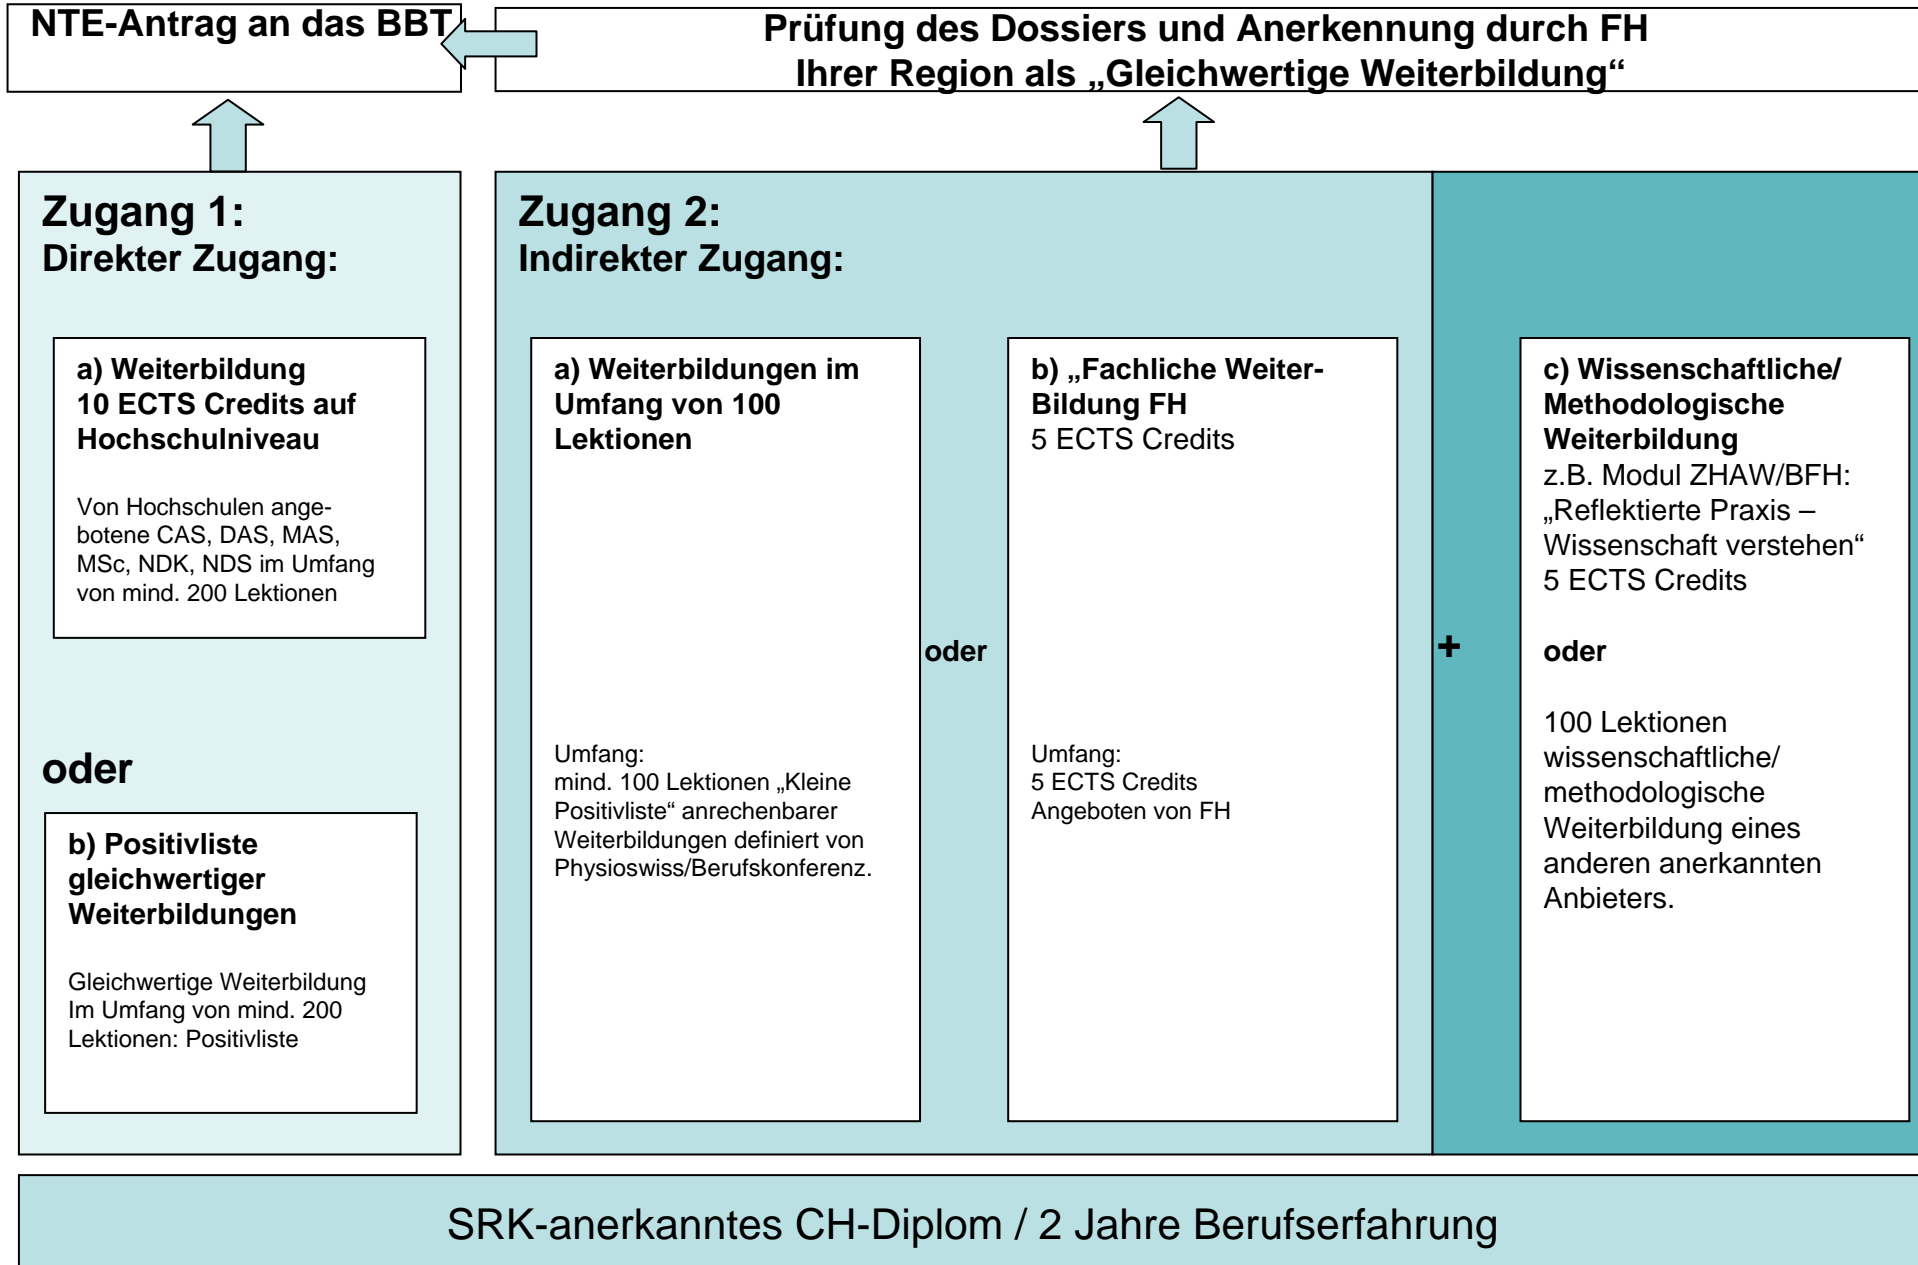 NTE-Antrag an das BBT
Prüfung des Dossiers und Anerkennung durch FH
Ihrer Region als „Gleichwertige Weiterbildung“
Zugang 1:
Direkter Zugang:
a) Weiterbildung
10 ECTS Credits auf
Hochschulniveau
Von Hochschulen ange-
botene CAS, DAS, MAS,
MSc, NDK, NDS im Umfang
von mind. 200 Lektionen
oder
b) Positivliste
gleichwertiger
Weiterbildungen
Gleichwertige Weiterbildung
Im Umfang von mind. 200
Lektionen: Positivliste
Zugang 2:
Indirekter Zugang:
a) Weiterbildungen im
Umfang von 100
Lektionen
Umfang:
mind. 100 Lektionen „Kleine
Positivliste“ anrechenbarer
Weiterbildungen definiert von
Physioswiss/Berufskonferenz.
oder
b) „Fachliche Weiter-
Bildung FH
5 ECTS Credits
Umfang:
5 ECTS Credits
Angeboten von FH
+
c) Wissenschaftliche/
Methodologische
Weiterbildung
z.B. Modul ZHAW/BFH:
„Reflektierte Praxis –
Wissenschaft verstehen“
5 ECTS Credits
oder
100 Lektionen
wissenschaftliche/
methodologische
Weiterbildung eines
anderen anerkannten
Anbieters.
SRK-anerkanntes CH-Diplom / 2 Jahre Berufserfahrung